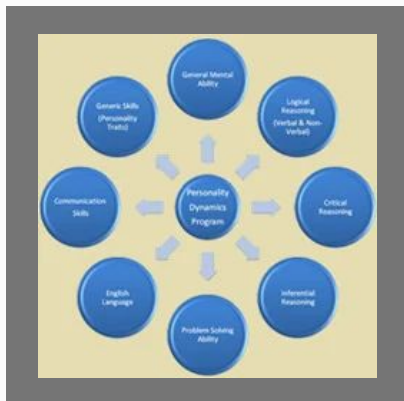 General Mental
Ability
Logical
Reasoning
(Verbal & Non-
Verbal)
Critical
Reasoning
Inferential
Reasoning
Problem Solving
Ability
English
Language
Communication
Skills
Generic Skills
(Personality
Traits)
Personality
Dynamics
Program